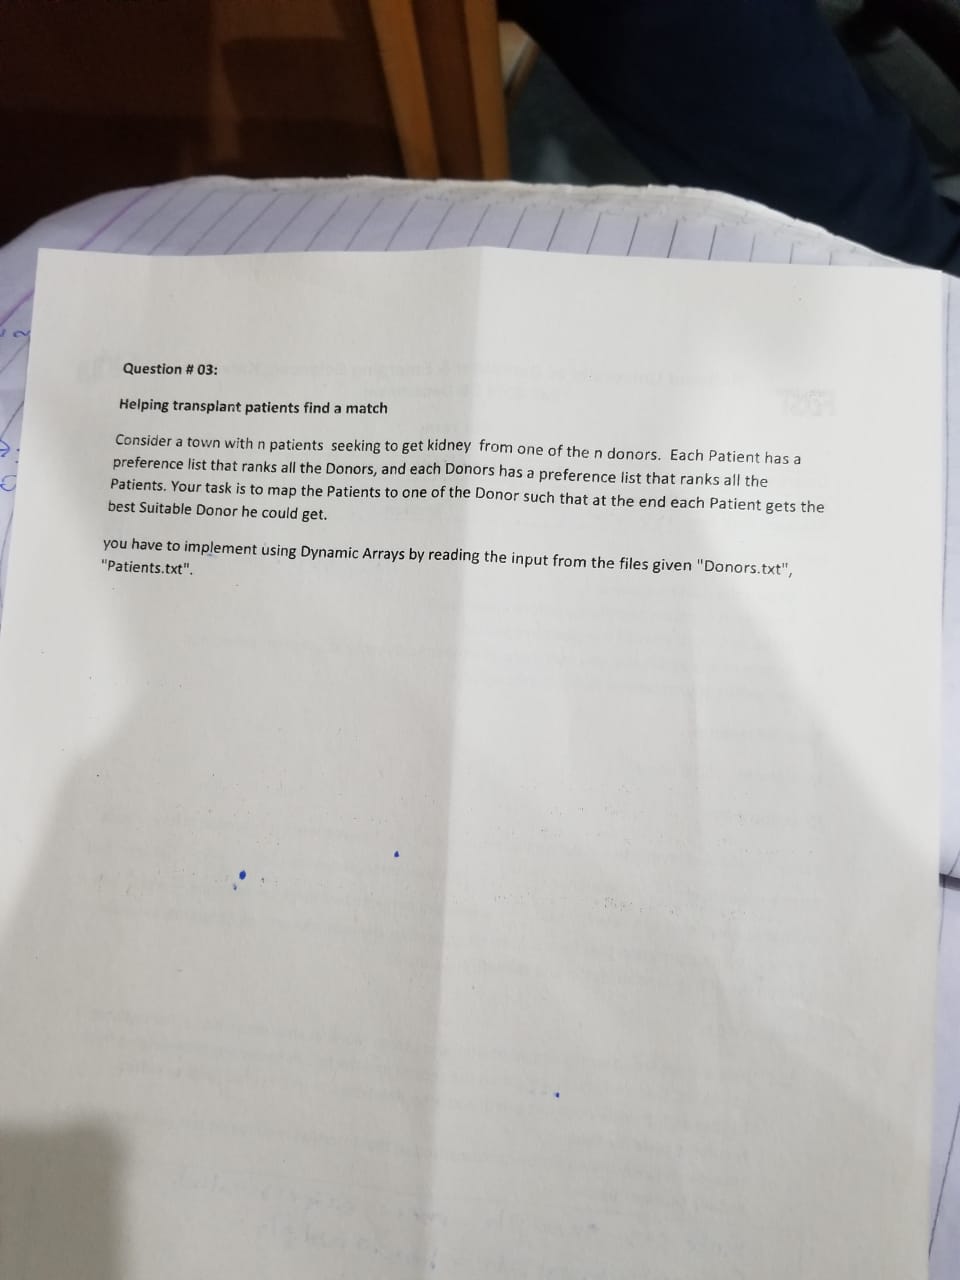 Question # 03:
Helping transplant patients find a match
Consider a town with n patients seeking to get kidney from one of the n donors. Each Patient has a
preference list that ranks all the Donors, and each Donors has a preference list that ranks all the
Patients. Your task is to map the Patients to one of the Donor such that at the end each Patient gets the
best Suitable Donor he could get.
you have to implement using Dynamic Arrays by reading the input from the files given "Donors.txt",
"Patients.txt".